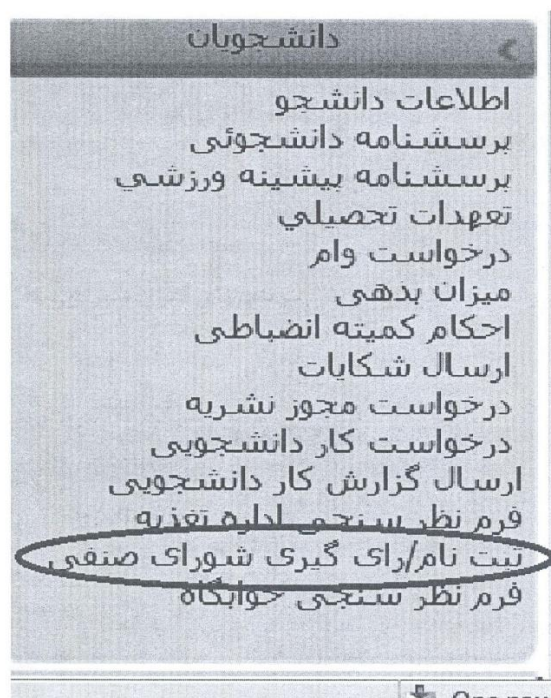 دانشجویان
اطلاعات دانشجو
پرسشنامه دانشجوئی
پرسشنامه پیشینه ورزشی
تعهدات تحصیلی
درخواست وام
میزان بدهی
احکام کمیته انضباطی
ارسال شکایات
درخواست مجوز نشریه
درخواست کار دانشجویی
ارسال گزارش کار دانشجویی
فرم نظر سنجی اداره تغذیه
ثبت نام/رای گیری شورای صنفی
فرم نظر سنجی خوابگاه